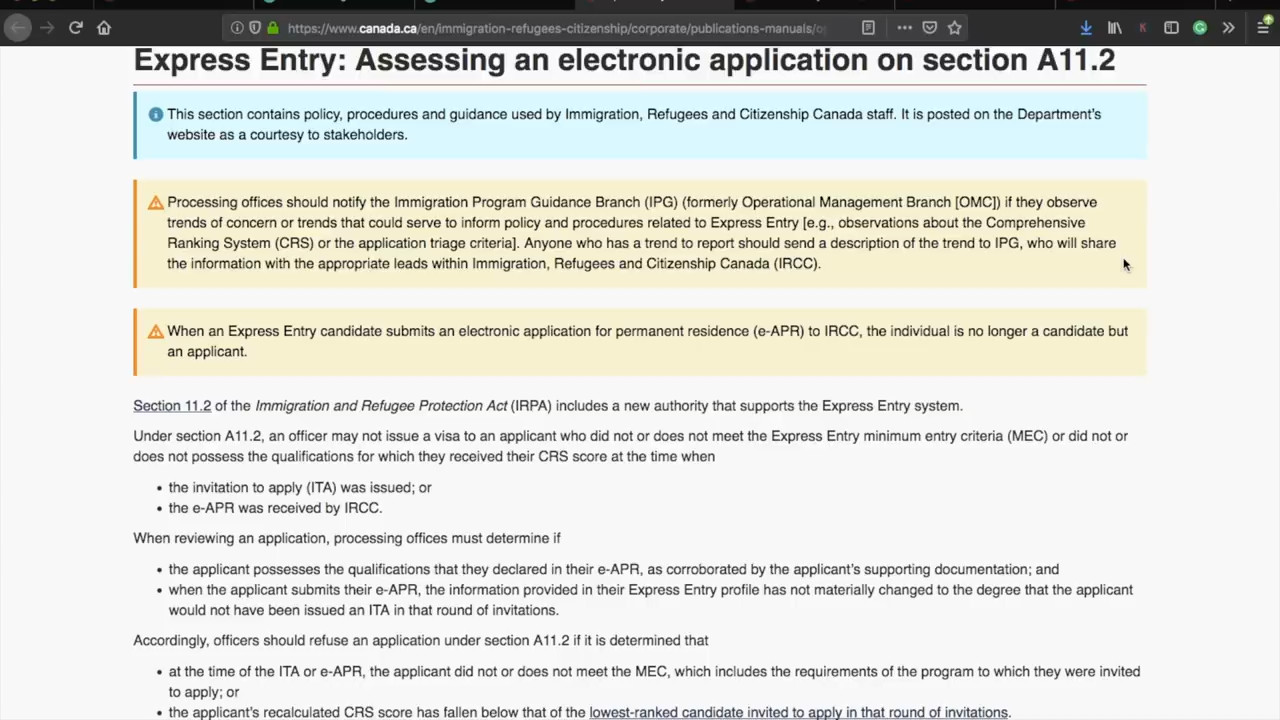 https://www.canada.ca/en/immigration-refugees-citizenship/corporate/publications-manuals/o
Express Entry: Assessing an electronic application on section A11.2
This section contains policy, procedures and guidance used by Immigration, Refugees and Citizenship Canada staff. It is posted on the Department's
website as a courtesy to stakeholders.
Processing offices should notify the Immigration Program Guidance Branch (IPG) (formerly Operational Management Branch [OMC]) if they observe
trends of concern or trends that could serve to inform policy and procedures related to Express Entry [e.g., observations about the Comprehensive
Ranking System (CRS) or the application triage criteria]. Anyone who has a trend to report should send a description of the trend to IPG, who will share
the information with the appropriate leads within Immigration, Refugees and Citizenship Canada (IRCC).
When an Express Entry candidate submits an electronic application for permanent residence (e-APR) to IRCC, the individual is no longer a candidate but
an applicant.
Section 11.2 of the Immigration and Refugee Protection Act (IRPA) includes a new authority that supports the Express Entry system.
Under section A11.2, an officer may not issue a visa to an applicant who did not or does not meet the Express Entry minimum entry criteria (MEC) or did not or
does not possess the qualifications for which they received their CRS score at the time when
• the invitation to apply (ITA) was issued; or
• the e-APR was received by IRCC.
When reviewing an application, processing offices must determine if
• the applicant possesses the qualifications that they declared in their e-APR, as corroborated by the applicant's supporting documentation; and
• when the applicant submits their e-APR, the information provided in their Express Entry profile has not materially changed to the degree that the applicant
would not have been issued an ITA in that round of invitations.
Accordingly, officers should refuse an application under section A11.2 if it is determined that
• at the time of the ITA or e-APR, the applicant did not or does not meet the MEC, which includes the requirements of the program to which they were invited
to apply; or
• the applicant's recalculated CRS score has fallen below that of the lowest-ranked candidate invited to apply in that round of invitations.